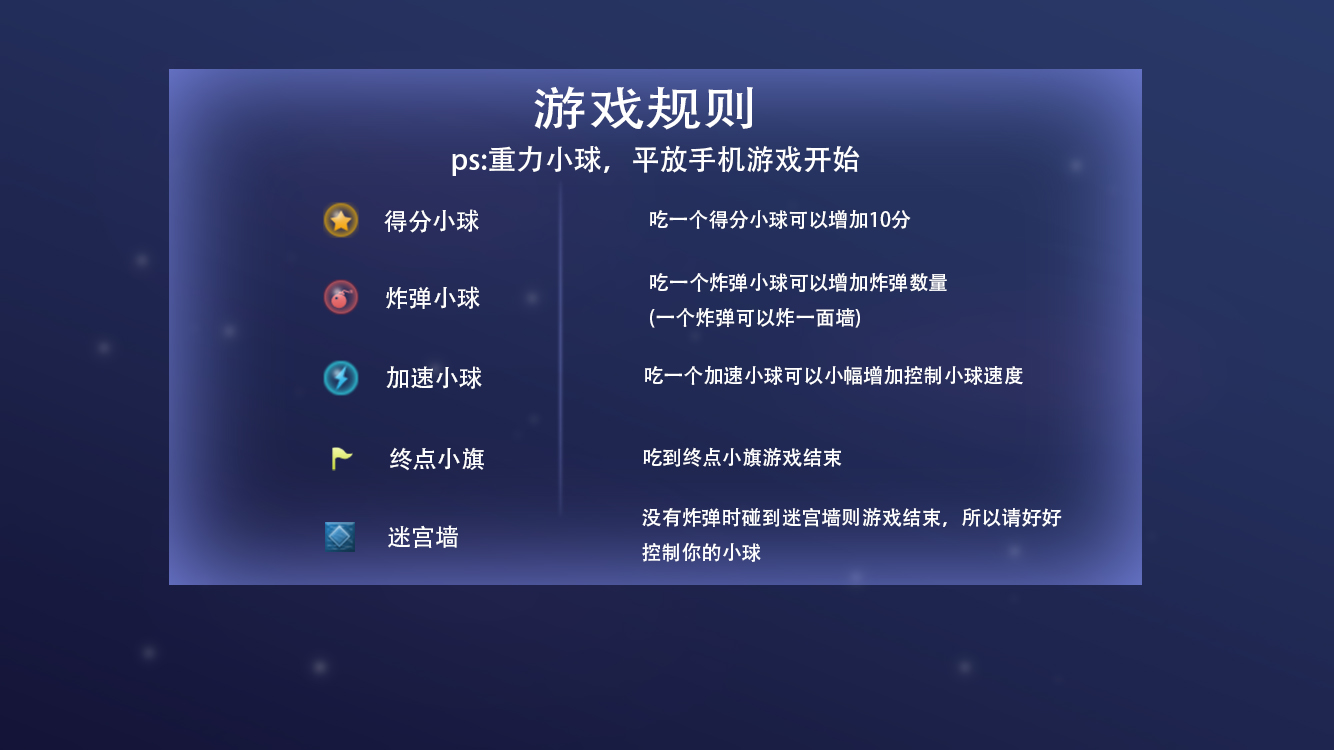 游戏规则
ps:重力小球，平放手机游戏开始
得分小球
吃一个得分小球可以增加10分
炸弹小球
吃一个炸弹小球可以增加炸弹数量
(一个炸弹可以炸一面墙)
加速小球
吃一个加速小球可以小幅增加控制小球速度
终点小旗
吃到终点小旗游戏结束
迷宫墙
没有炸弹时碰到迷宫墙则游戏结束，所以请好好
控制你的小球